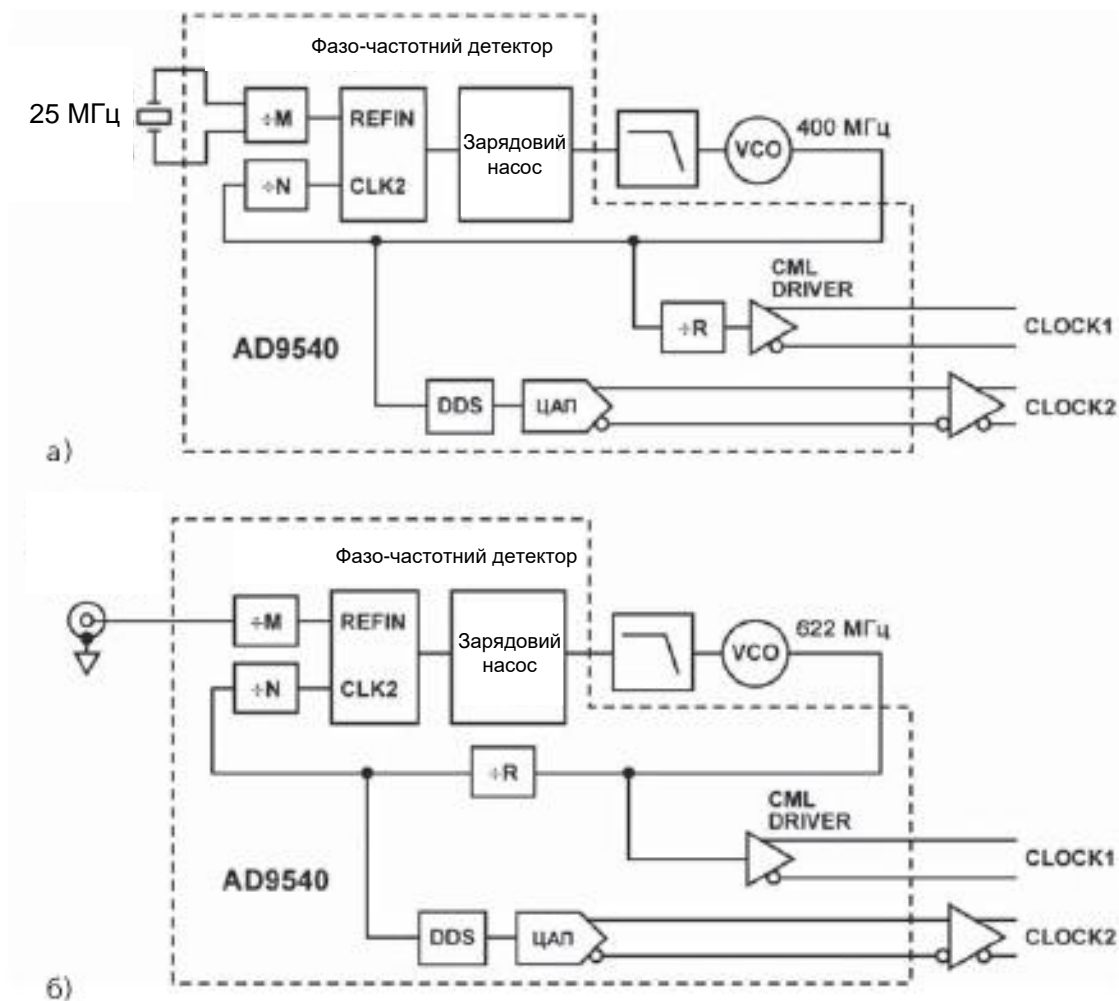 Фазо-частотний детектор
25 МГц
÷M
REFIN
Зарядовий
насос
VCO
400 МГц
÷N
CLK2
CML
DRIVER
÷R
CLOCK1
AD9540
DDS
ЦАП
CLOCK2
а)
Фазо-частотний детектор
÷M
REFIN
Зарядовий
насос
VCO
622 МГц
÷N
CLK2
÷R
CML
DRIVER
CLOCK1
AD9540
DDS
ЦАП
CLOCK2
б)